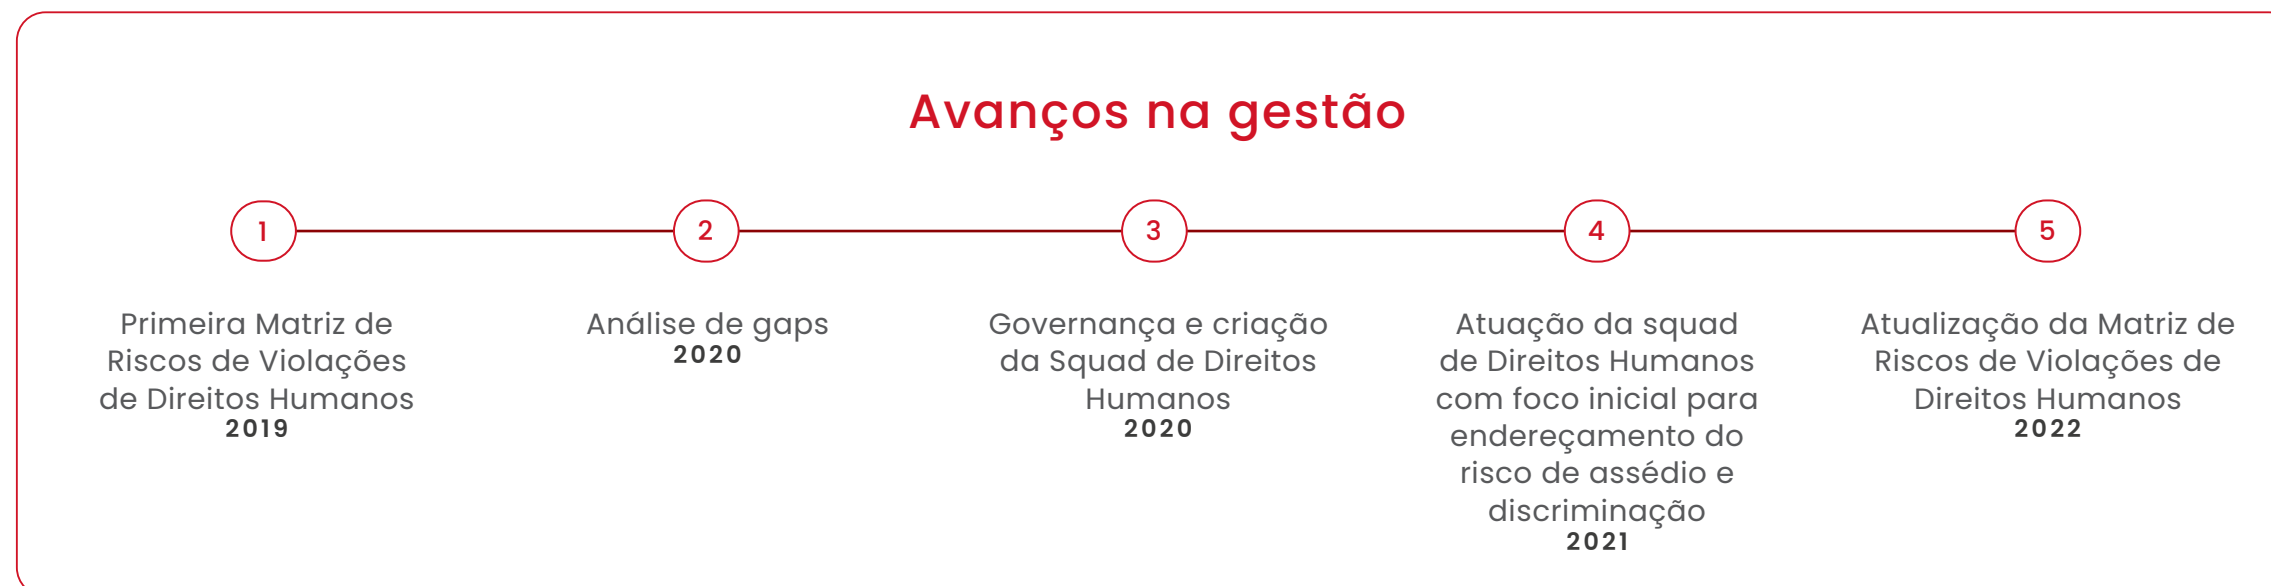 Avanços na gestão
1
2
3
4
5
Primeira Matriz de
Riscos de Violações
de Direitos Humanos
2019
Análise de gaps
2020
Governança e criação
da Squad de Direitos
Humanos
2020
Atuação da squad
de Direitos Humanos
com foco inicial para
endereçamento do
risco de assédio e
discriminação
2021
Atualização da Matriz de
Riscos de Violações de
Direitos Humanos
2022